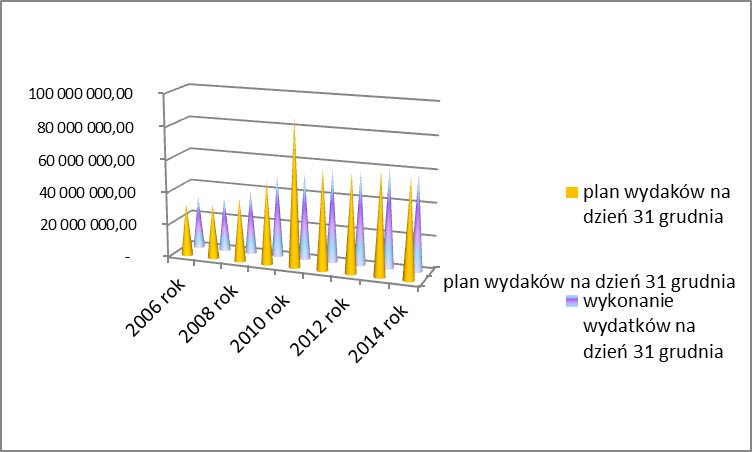 100 000 000,00
80 000 000,00
60 000 000,00
40 000 000,00
20 000 000,00
-
2006 rok
2008 rok
2010 rok
2012 rok
2014 rok
plan wydaków na dzień 31 grudnia
plan wydaków na
dzień 31 grudnia
wykonanie
wydatków na
dzień 31 grudnia